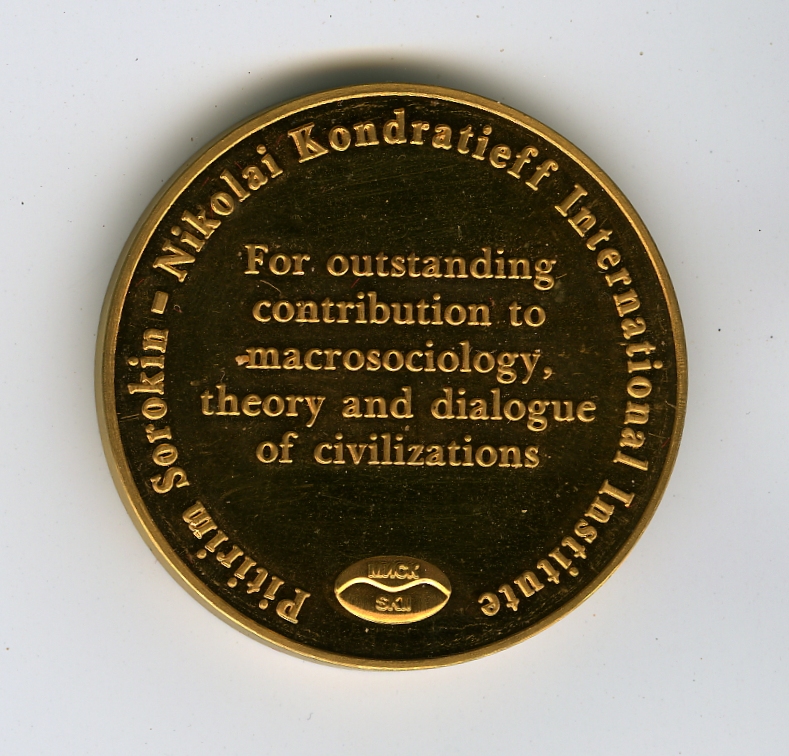 Pitirim Sorokin - Nikolai Kondratieff International Institute
For outstanding
contribution to
macrosociology,
theory and dialogue
of civilizations
МИСК
SKII